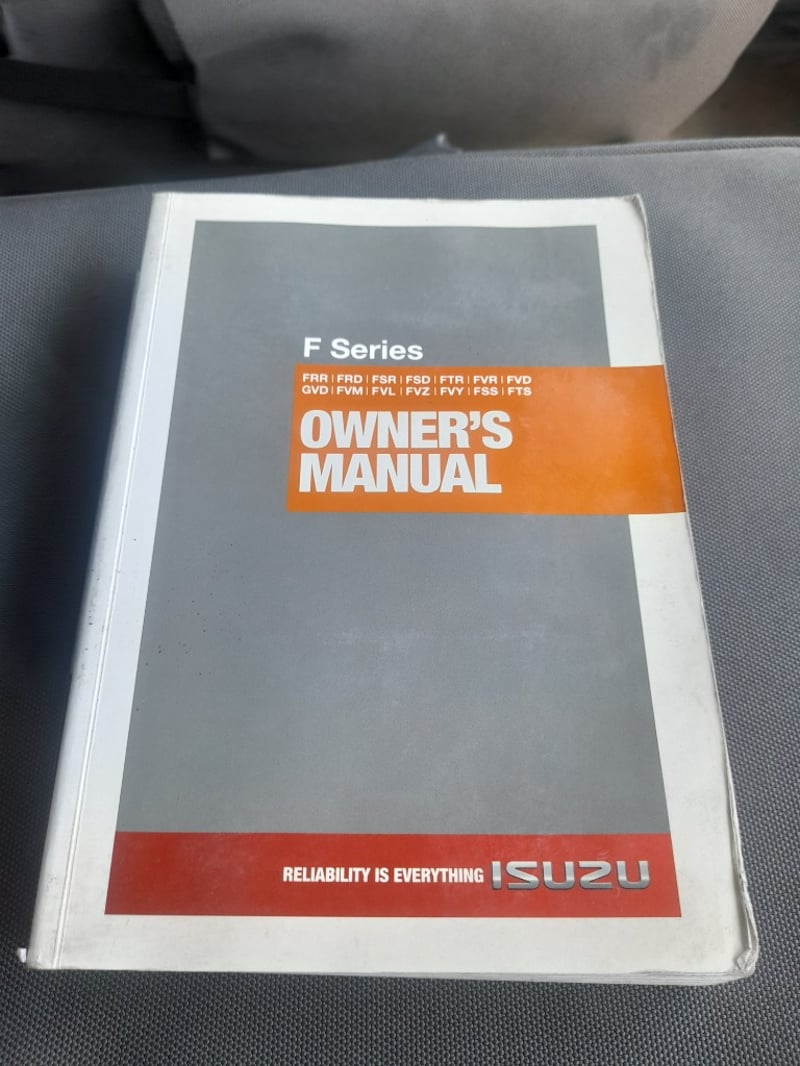 F Series
FRR | FRD | FSR | FSD | FTR | FVR | FVD
GVD | FVM | FVL | FVZ | FVY | FSS | FTS
OWNER'S
MANUAL
RELIABILITY IS EVERYTHING ISUZU